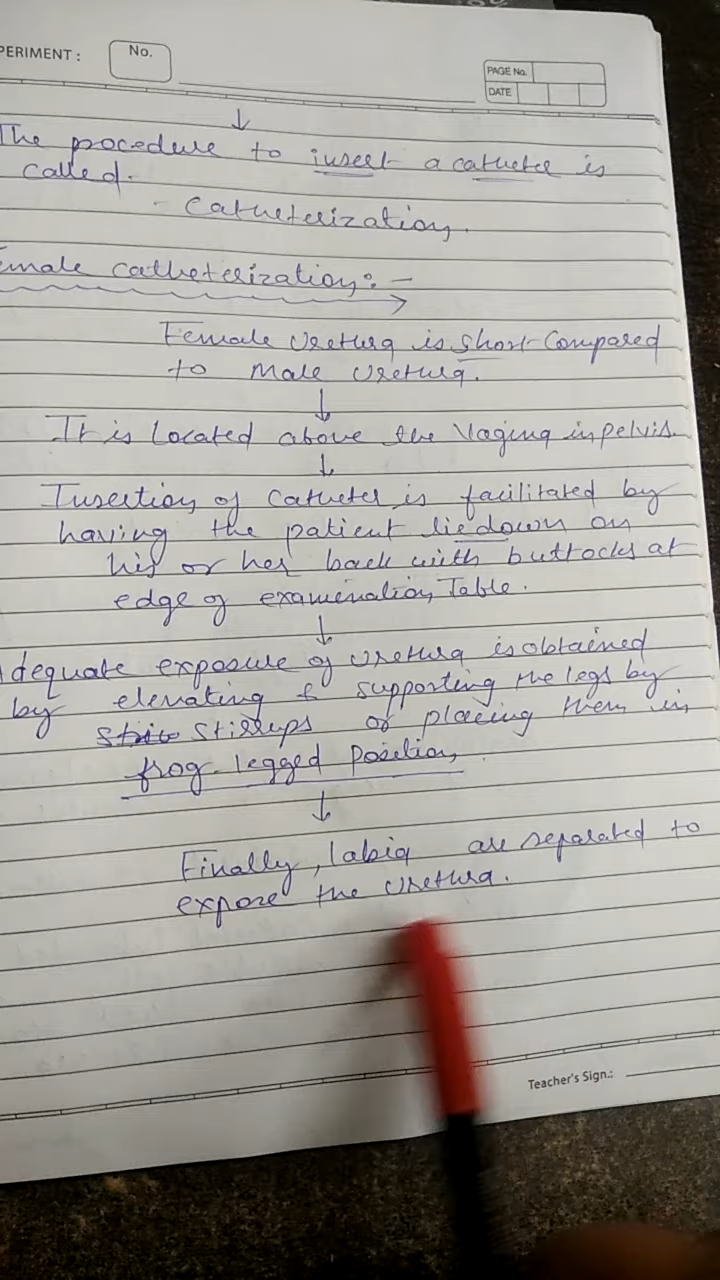 PERIMENT :
No.
PAGE No.
DATE
↓
The procedure to insert a catheter is
called.
- Catheterization.
emale catheterization: -
Female Urethra is short compared
to male Urethra.
↓
It is located above the Vagina in pelvis.
↓
Insertion of catheter is facilitated by
having the patient lie down on
his or her back with buttocks at
edge of examination Table.
↓
Adequate exposure of urethra is obtained
by elevating & supporting the legs by
stirrups or placing them in
frog-legged Position.
↓
Finally, labia are separated to
expose the Urethra.
Teacher's Sign.: